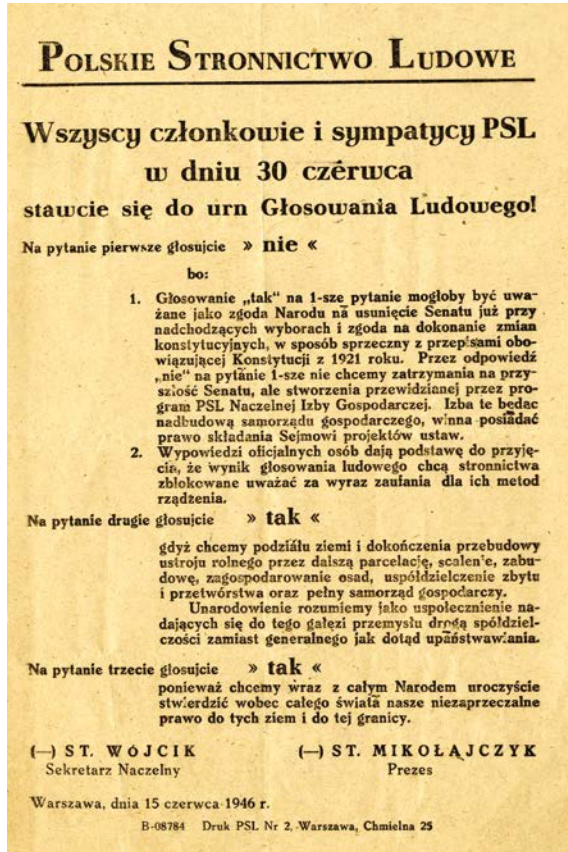 POLSKIE STRONNICTWO LUDOWE
Wszyscy członkowie i sympatycy PSL
w dniu 30 czerwca
stawcie się do urn Głosowania Ludowego!
Na pytanie pierwsze głosujcie » nie «
bo:
1. Głosowanie „tak" na 1-sze pytanie mogłoby być uwa-
żane jako zgoda Narodu na usunięcie Senatu już przy
nadchodzących wyborach i zgoda na dokonanie zmian
konstytucyjnych, w sposób sprzeczny z przepisami obo-
wiązującej Konstytucji z 1921 roku. Przez odpowiedź
„nie" na pytanie 1-sze nie chcemy zatrzymania na przy-
szłość Senatu, ale stworzenia przewidzianej przez pro-
gram PSL Naczelnej Izby Gospodarczej. Izba te będac
nadbudową samorządu gospodarczego, winna posiadać
prawo składania Sejmowi projektów ustaw.
2. Wypowiedzi oficjalnych osób dają podstawę do przyję-
cia, że wynik głosowania ludowego chcą stronnictwa
zblokowane uważać za wyraz zaufania dla ich metod
rządżenia.
Na pytanie drugie głosujcie » tak «
gdyż chcemy podziału ziemi i dokończenia przebudowy
ustroju rolnego przez dalszą parcelację, scalen'e, zabu-
dowę, zagospodarowanie osad, uspółdzielczenie zbytu
i przetwórstwa oraz pełny samorząd gospodarczy.
Unarodowienie rozumiemy jako uspołecznienie na-
dających się do tego gałęzi przemysłu drogą spółdziel-
czości zamiast generalnego jak dotąd upaństwawiania.
Na pytanie trzecie głosujcie » tak «
ponieważ chcemy wraz z całym Narodem uroczyście
stwierdzić wobec całego świata nasze niezaprzeczalne
prawo do tych ziem i do tej granicy.
(—) ST. WÓJCIK (—) ST. MIKOŁAJCZYK
Sekretarz Naczelny Prezes
Warszawa, dnia 15 czerwca 1946 r.
B-08784 Druk PSL Nr 2, Warszawa, Chmielna 25